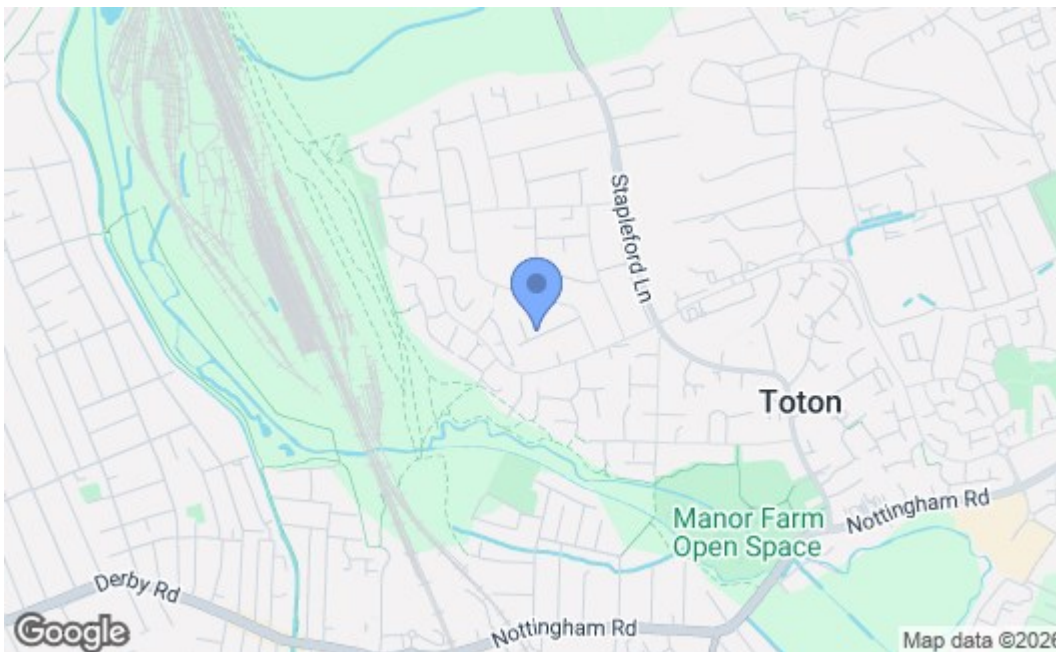 Stapleford Ln
Toton
Manor Farm
Open Space
Nottingham Rd
Derby Rd
Nottingham Rd
Google
Map data ©2026